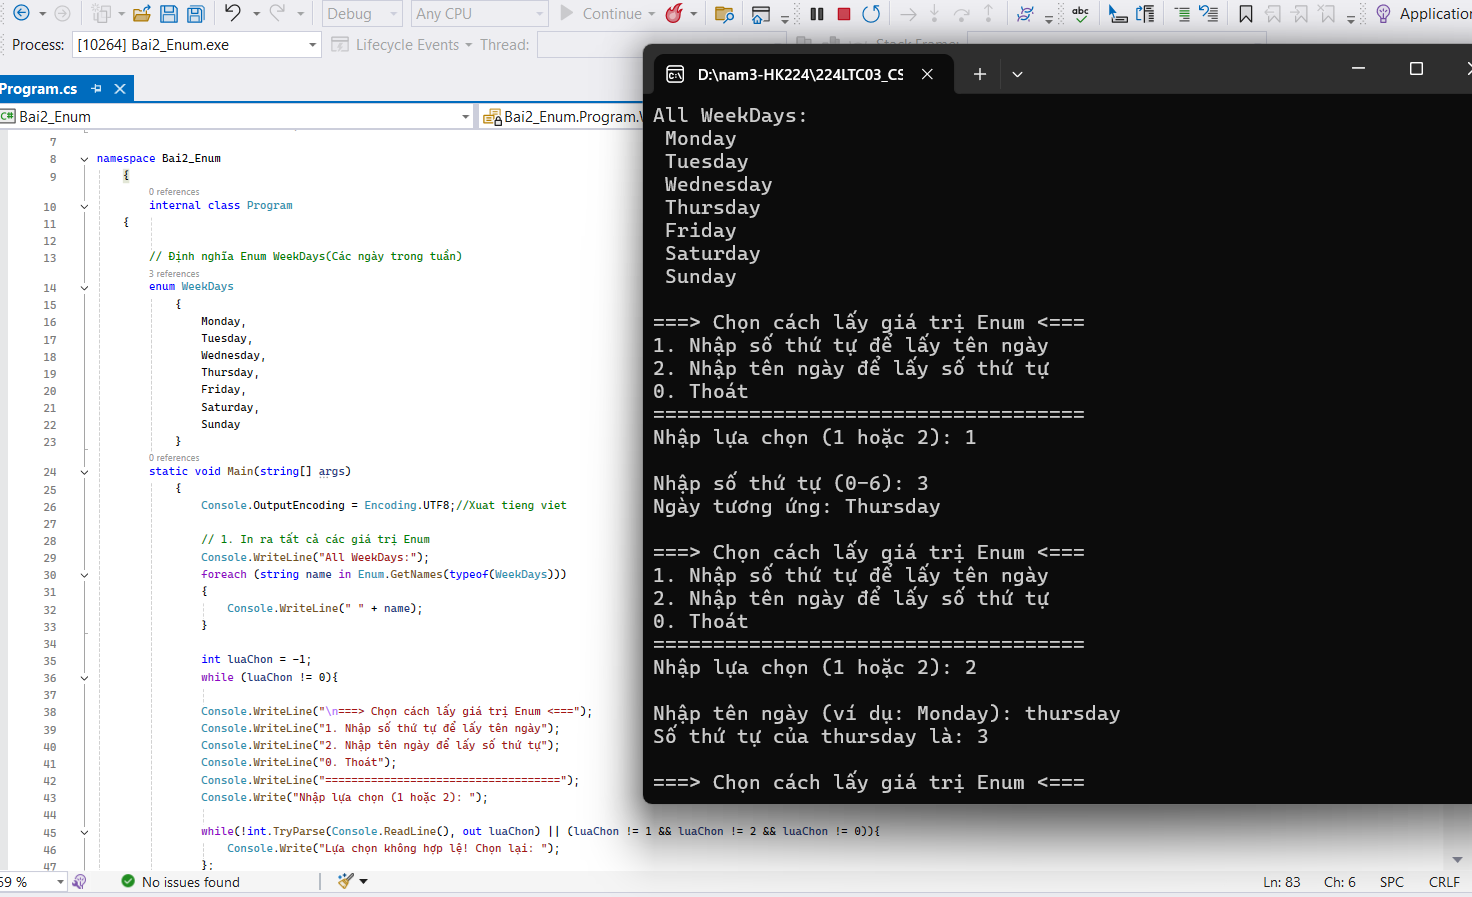 Debug
Any CPU
Continue
Application
Process: [10264] Bai2_Enum.exe
Lifecycle Events
Thread:
Program.cs
C# Bai2_Enum
Bai2_Enum.Program.
7
8 namespace Bai2_Enum
9 {
0 references
10 internal class Program
11 {
12
13 // Định nghĩa Enum WeekDays(Các ngày trong tuần)
3 references
14 enum WeekDays
15 {
16 Monday,
17 Tuesday,
18 Wednesday,
19 Thursday,
20 Friday,
21 Saturday,
22 Sunday
23 }
0 references
24 static void Main(string[] args)
25 {
26 Console.OutputEncoding = Encoding.UTF8;//Xuat tieng viet
27
28 // 1. In ra tất cả các giá trị Enum
29 Console.WriteLine("All WeekDays:");
30 foreach (string name in Enum.GetNames(typeof(WeekDays)))
31 {
32 Console.WriteLine(" " + name);
33 }
34
35 int luaChon = -1;
36 while (luaChon != 0){
37
38 Console.WriteLine("\n===> Chọn cách lấy giá trị Enum <===");
39 Console.WriteLine("1. Nhập số thứ tự để lấy tên ngày");
40 Console.WriteLine("2. Nhập tên ngày để lấy số thứ tự");
41 Console.WriteLine("0. Thoát");
42 Console.WriteLine("====================================");
43 Console.Write("Nhập lựa chọn (1 hoặc 2): ");
44
45 while(!int.TryParse(Console.ReadLine(), out luaChon) || (luaChon != 1 && luaChon != 2 && luaChon != 0)){
46 Console.Write("Lựa chọn không hợp lệ! Chọn lại: ");
47 };
D:\nam3-HK224\224LTC03_CS
All WeekDays:
Monday
Tuesday
Wednesday
Thursday
Friday
Saturday
Sunday
===> Chọn cách lấy giá trị Enum <===
1. Nhập số thứ tự để lấy tên ngày
2. Nhập tên ngày để lấy số thứ tự
0. Thoát
====================================
Nhập lựa chọn (1 hoặc 2): 1
Nhập số thứ tự (0-6): 3
Ngày tương ứng: Thursday
===> Chọn cách lấy giá trị Enum <===
1. Nhập số thứ tự để lấy tên ngày
2. Nhập tên ngày để lấy số thứ tự
0. Thoát
====================================
Nhập lựa chọn (1 hoặc 2): 2
Nhập tên ngày (ví dụ: Monday): thursday
Số thứ tự của thursday là: 3
===> Chọn cách lấy giá trị Enum <===
59 %
No issues found
Ln: 83
Ch: 6
SPC
CRLF